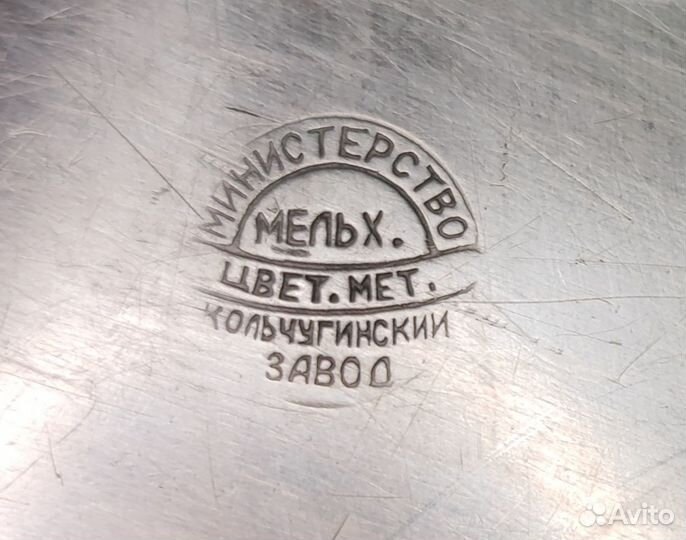 МИНИСТЕРСТВО
МЕЛЬХ.
ЦВЕТ.МЕТ.
КОЛЬЧУГИНСКИЙ
ЗАВОД
Avito